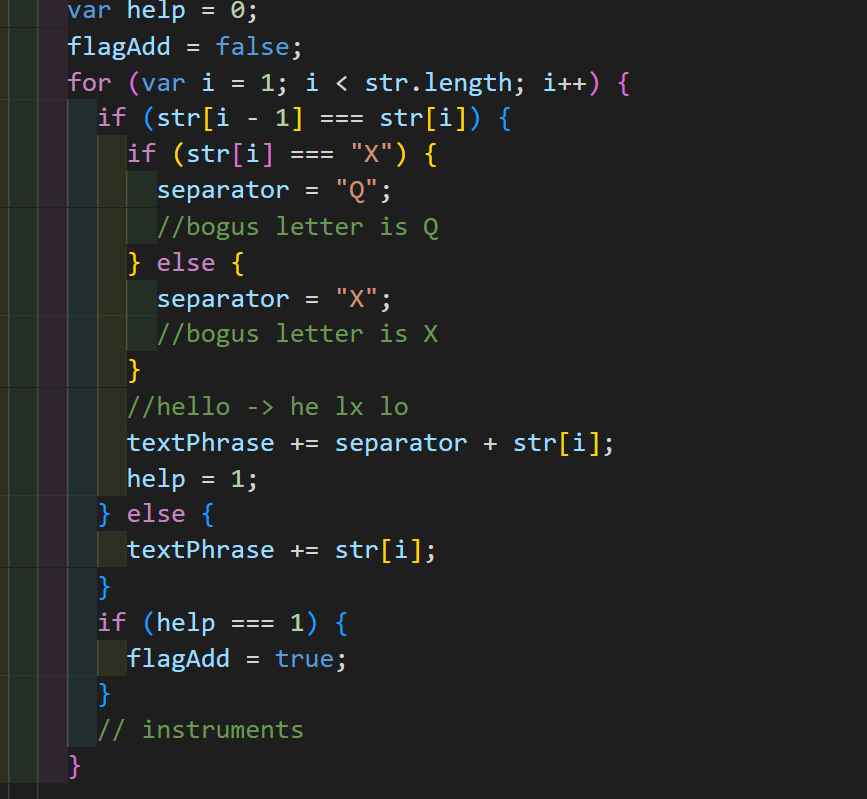 var help = 0;
flagAdd = false;
for (var i = 1; i < str.length; i++) {
if (str[i - 1] === str[i]) {
if (str[i] === "X") {
separator = "Q";
//bogus letter is Q
} else {
separator = "X";
//bogus letter is X
}
//hello -> he lx lo
textPhrase += separator + str[i];
help = 1;
} else {
textPhrase += str[i];
}
if (help === 1) {
flagAdd = true;
}
// instruments
}